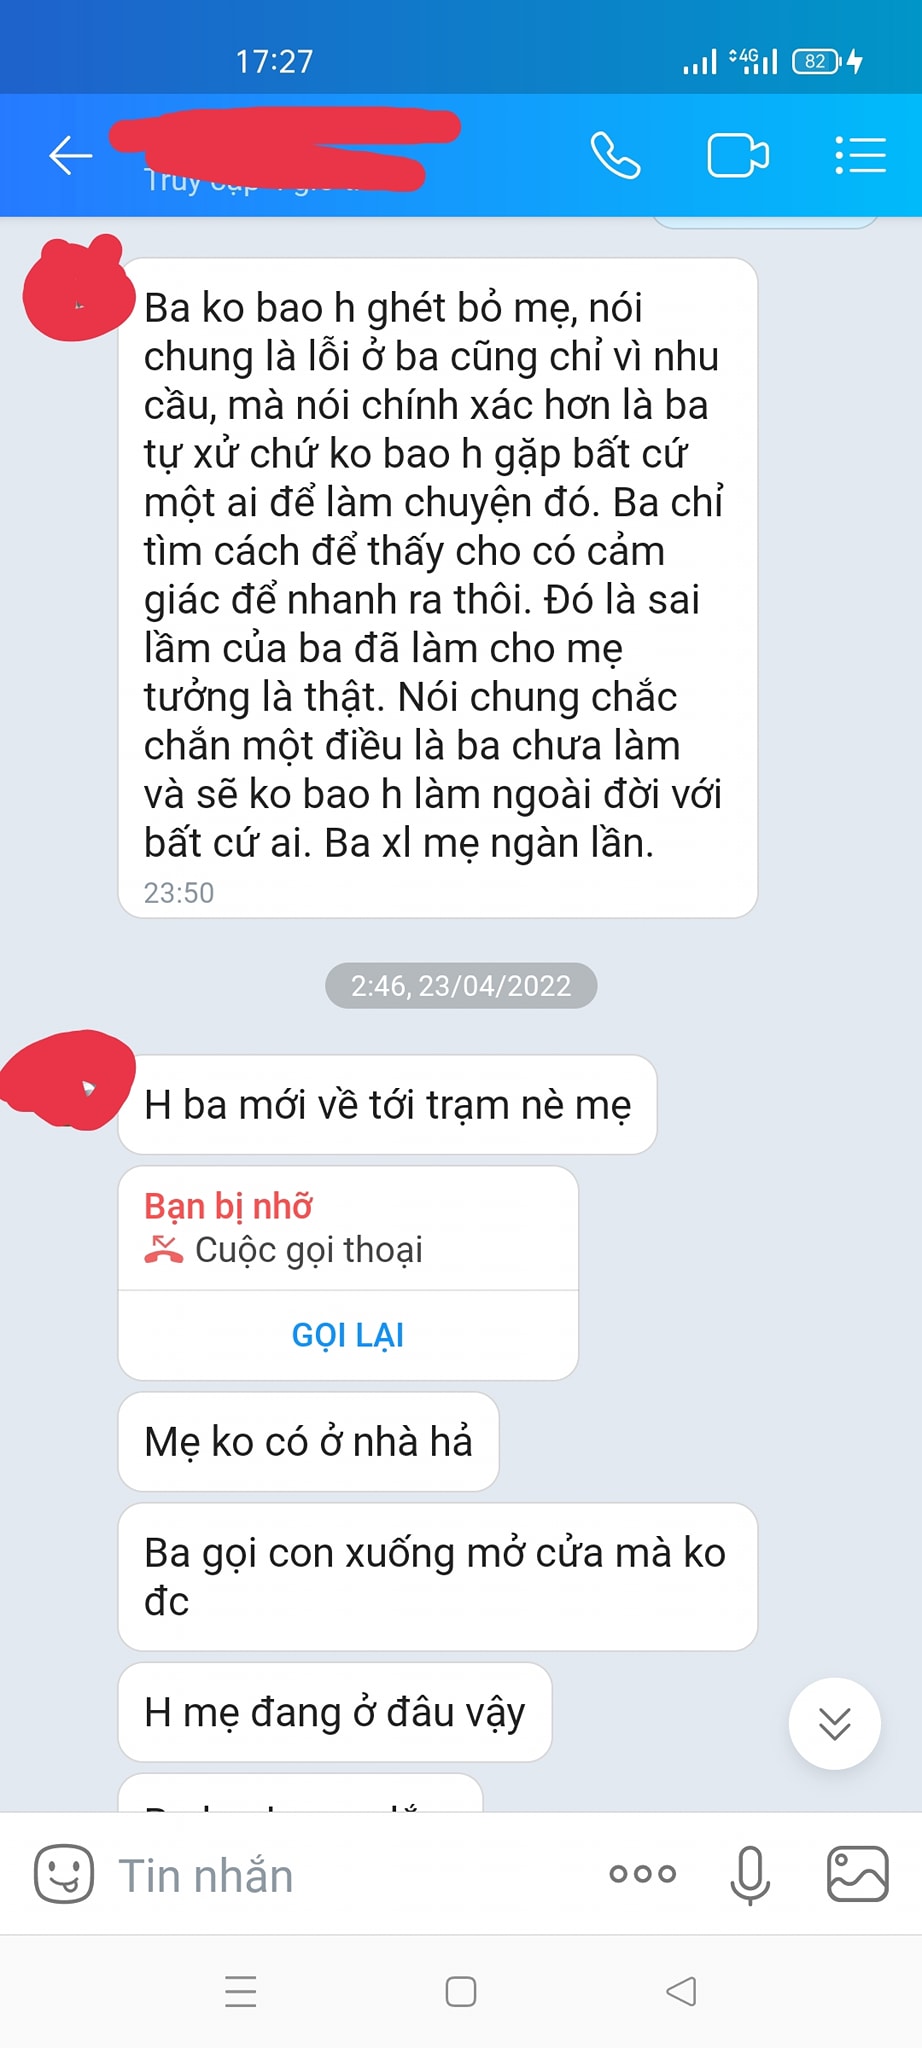 17:27
4G
82
Truy cập
Ba ko bao h ghét bỏ mẹ, nói
chung là lỗi ở ba cũng chỉ vì nhu
cầu, mà nói chính xác hơn là ba
tự xử chứ ko bao h gặp bất cứ
một ai để làm chuyện đó. Ba chỉ
tìm cách để thấy cho có cảm
giác để nhanh ra thôi. Đó là sai
lầm của ba đã làm cho mẹ
tưởng là thật. Nói chung chắc
chắn một điều là ba chưa làm
và sẽ ko bao h làm ngoài đời với
bất cứ ai. Ba xl mẹ ngàn lần.
23:50
2:46, 23/04/2022
H ba mới về tới trạm nè mẹ
Bạn bị nhỡ
Cuộc gọi thoại
GỌI LẠI
Mẹ ko có ở nhà hả
Ba gọi con xuống mở cửa mà ko
đc
H mẹ đang ở đâu vậy
Tin nhắn